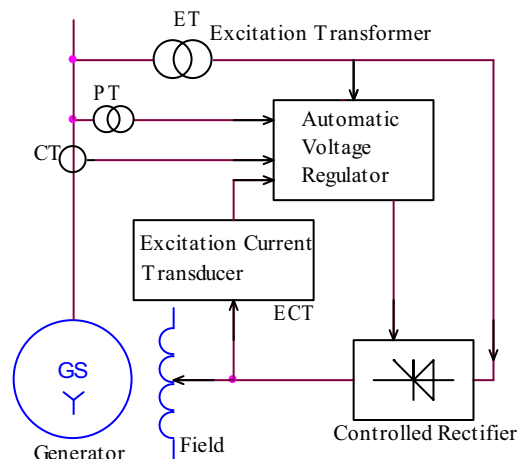 ET
Excitation Transformer
PT
CT
Automatic
Voltage
Regulator
Excitation Current
Transducer
ECT
GS
Generator
Field
Controlled Rectifier